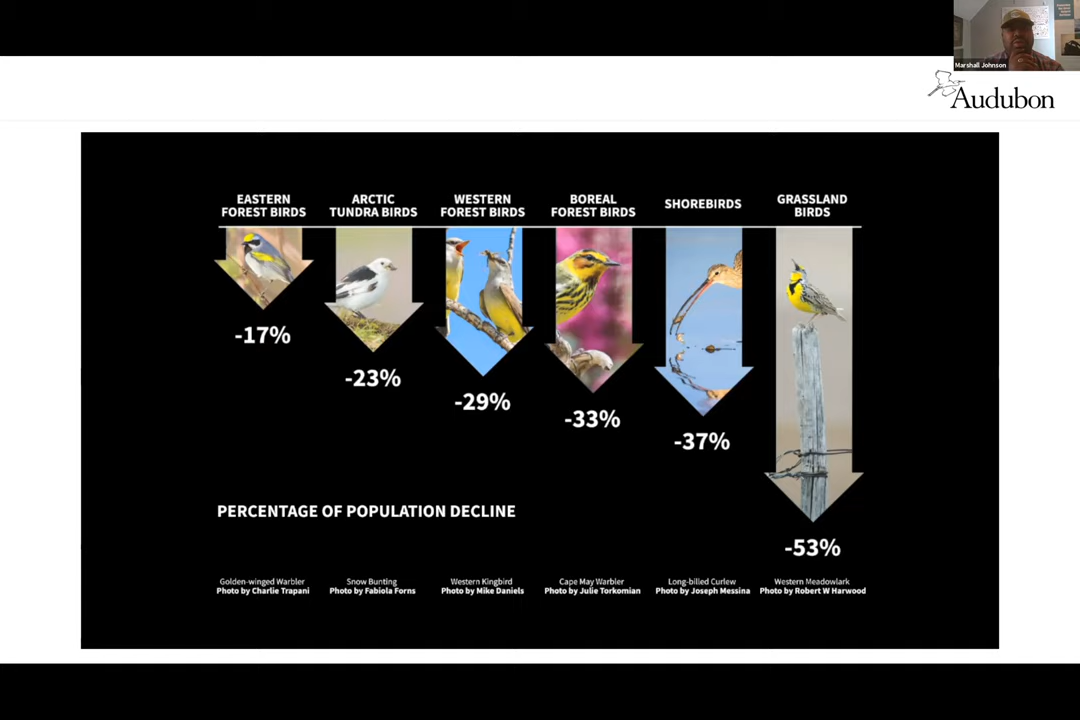 Marshall Johnson
Audubon
EASTERN
FOREST BIRDS
ARCTIC
TUNDRA BIRDS
WESTERN
FOREST BIRDS
BOREAL
FOREST BIRDS
SHOREBIRDS
GRASSLAND
BIRDS
-17%
-23%
-29%
-33%
-37%
-53%
PERCENTAGE OF POPULATION DECLINE
Golden-winged Warbler
Photo by Charlie Trapani
Snow Bunting
Photo by Fabiola Forns
Western Kingbird
Photo by Mike Daniels
Cape May Warbler
Photo by Julie Torkomian
Long-billed Curlew
Photo by Joseph Messina
Western Meadowlark
Photo by Robert W Harwood